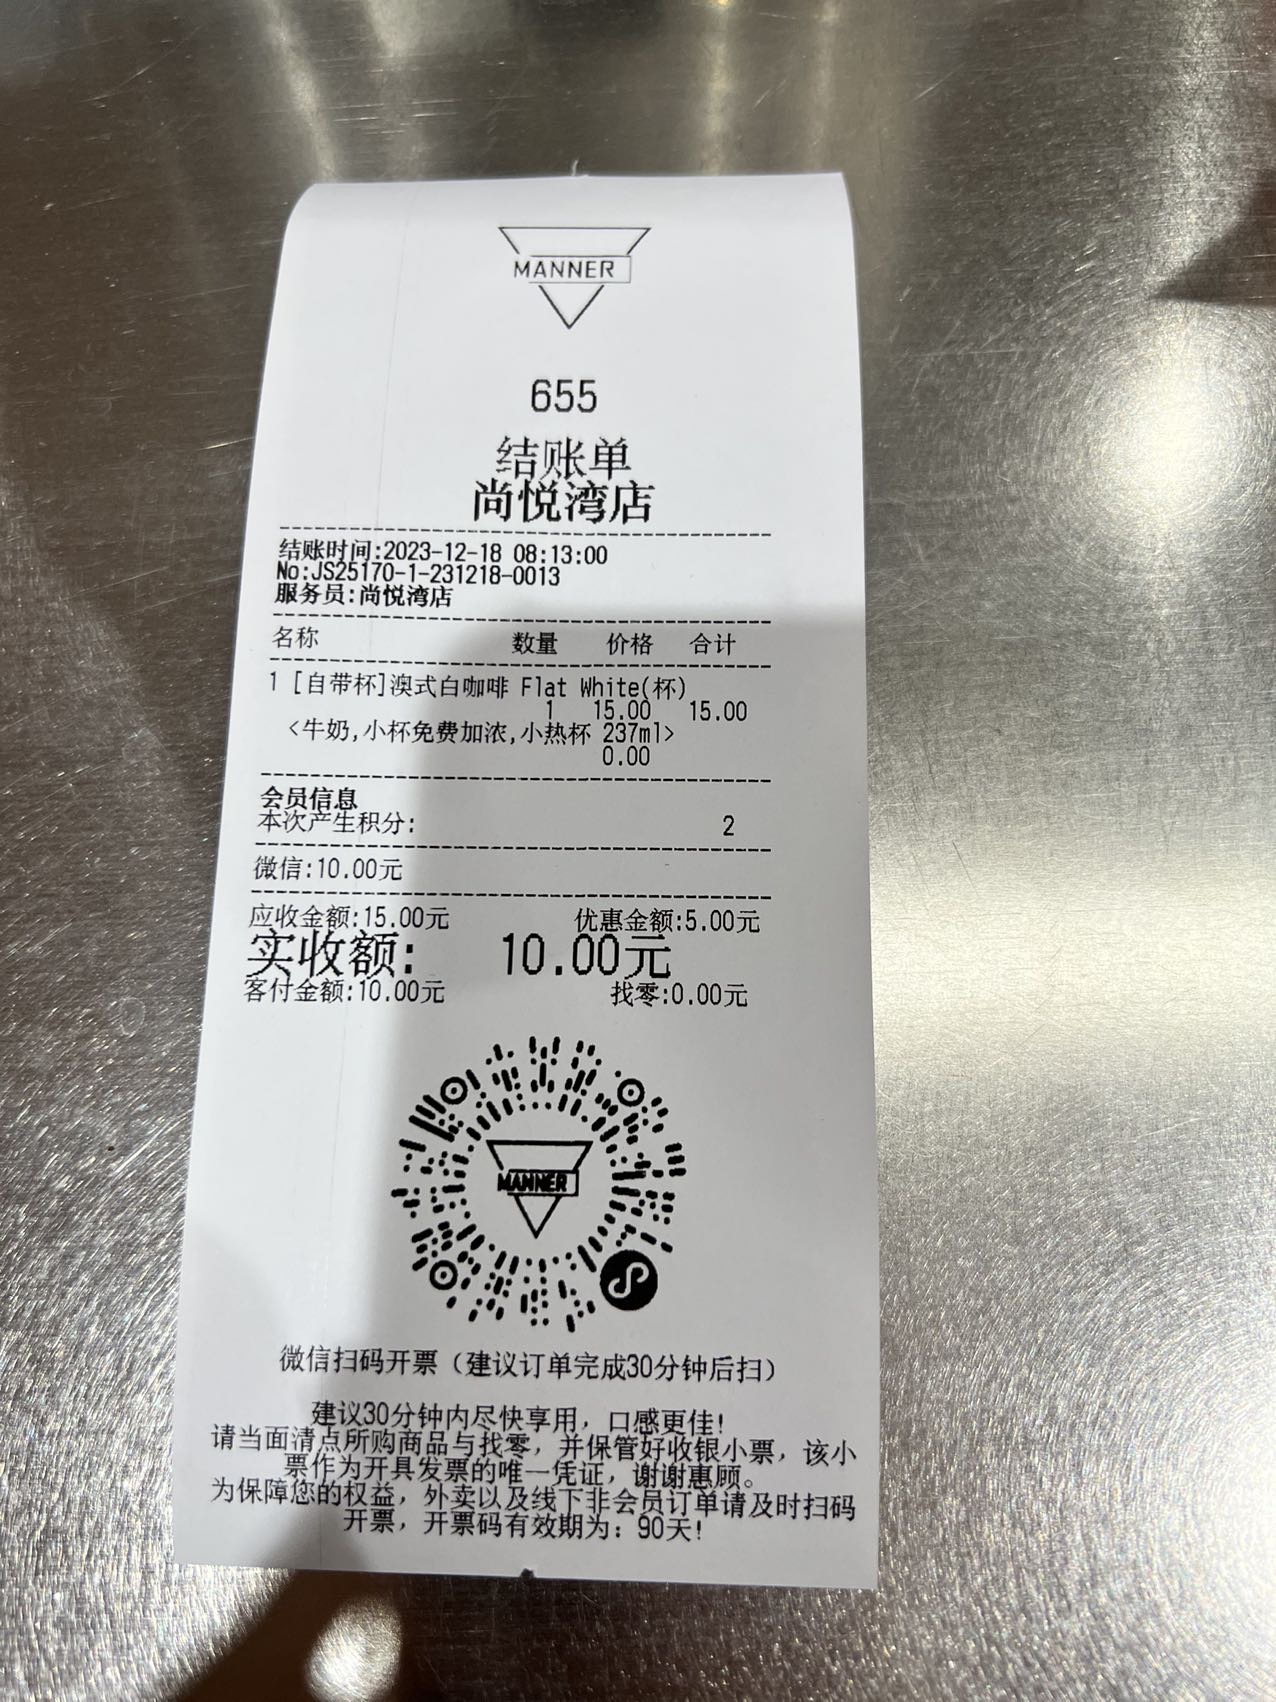 MANNER
655
结账单
尚悦湾店
结账时间:2023-12-18 08:13:00
No:JS25170-1-231218-0013
服务员:尚悦湾店
名称 数量 价格 合计
1 [自带杯]澳式白咖啡 Flat White(杯)
1 15.00 15.00
<牛奶,小杯免费加浓,小热杯 237ml>
0.00
会员信息
本次产生积分: 2
微信:10.00元
应收金额:15.00元 优惠金额:5.00元
实收额: 10.00元
客付金额:10.00元 找零:0.00元
MANNER
微信扫码开票（建议订单完成30分钟后扫）
建议30分钟内尽快享用，口感更佳!
请当面清点所购商品与找零，并保管好收银小票，该小
票作为开具发票的唯一凭证，谢谢惠顾。
为保障您的权益，外卖以及线下非会员订单请及时扫码
开票，开票码有效期为：90天!